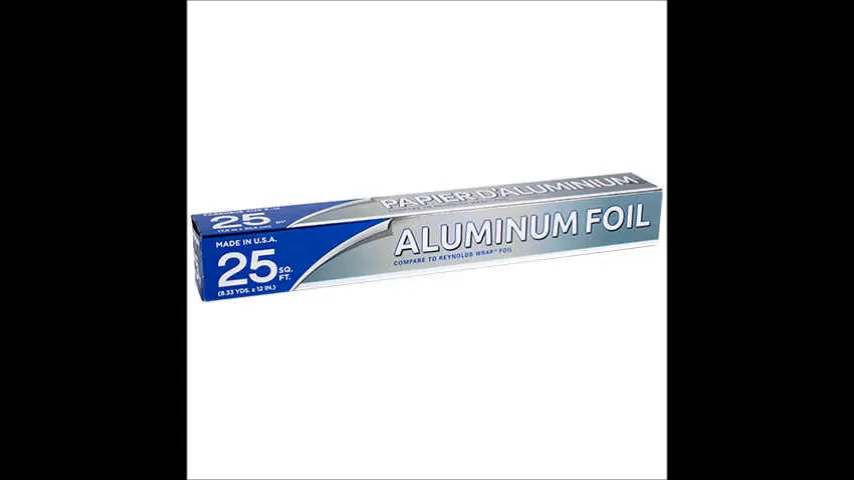 PAPIER D'ALUMINIUM
25
MADE IN U.S.A.
25 SQ. FT.
(8.33 YDS. x 12 IN.)
ALUMINUM FOIL
COMPARE TO REYNOLDS WRAP™ FOIL